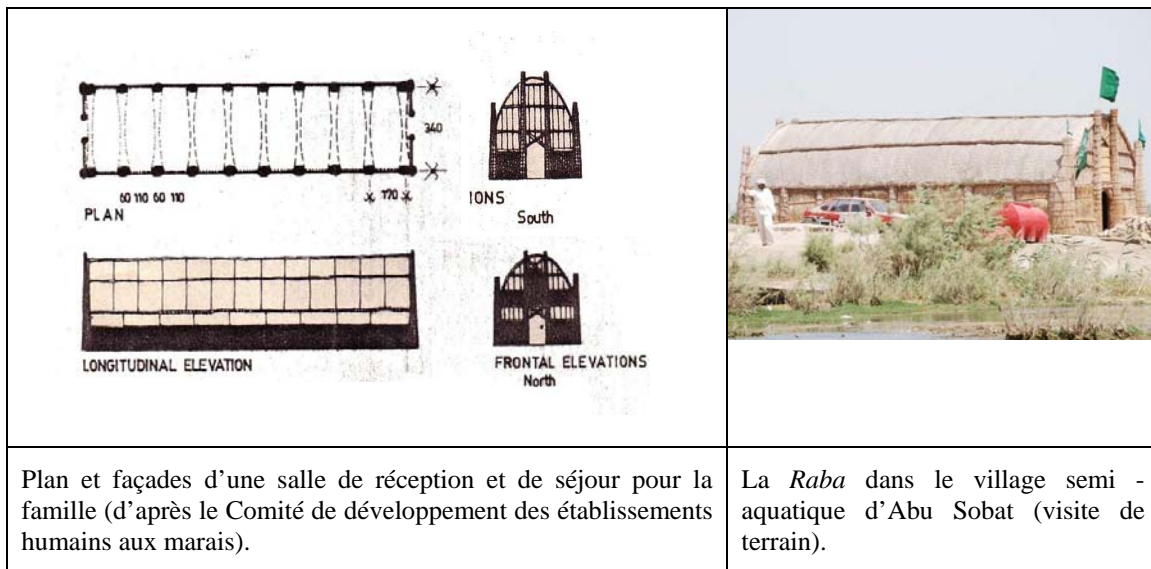 340
60 110 60 110
170
PLAN
IONS
South
LONGITUDINAL ELEVATION
FRONTAL ELEVATIONS
North
Plan et façades d’une salle de réception et de séjour pour la
famille (d’après le Comité de développement des établissements
humains aux marais).
La Raba dans le village semi -
aquatique d’Abu Sobat (visite de
terrain).